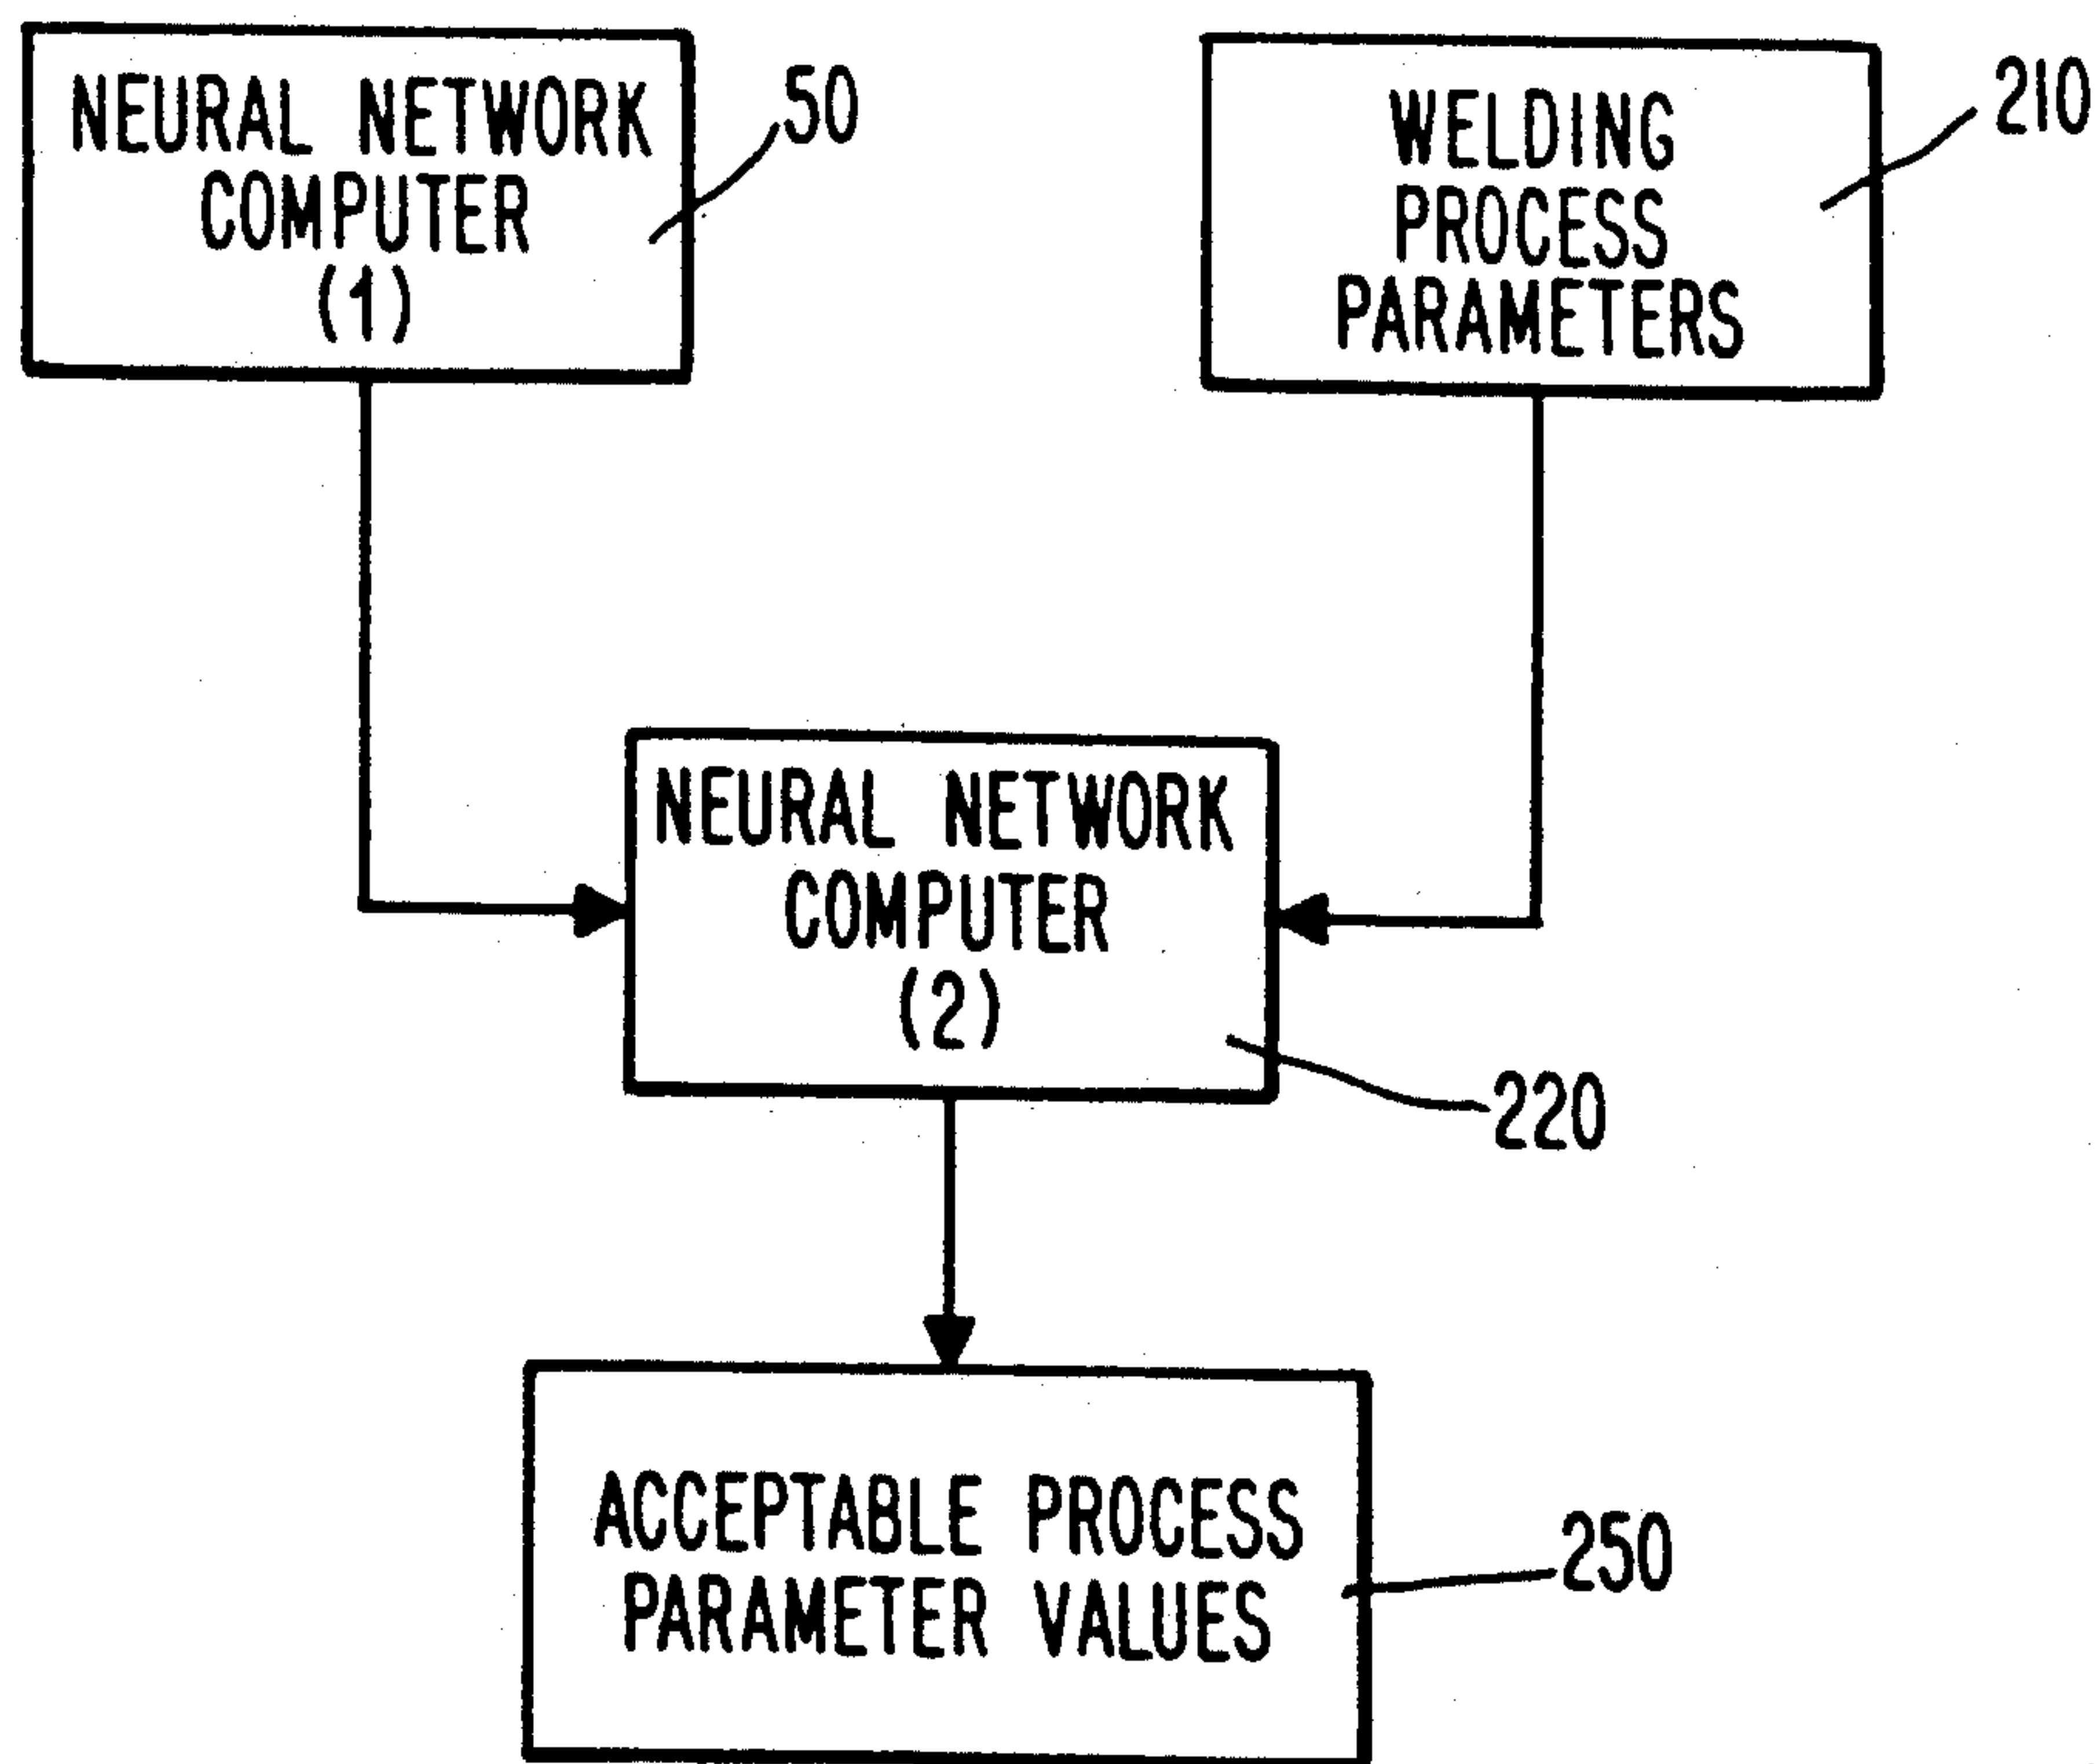 NEURAL NETWORK
COMPUTER
(1)
50
WELDING
PROCESS
PARAMETERS
210
NEURAL NETWORK
COMPUTER
(2)
220
ACCEPTABLE PROCESS
PARAMETER VALUES
250